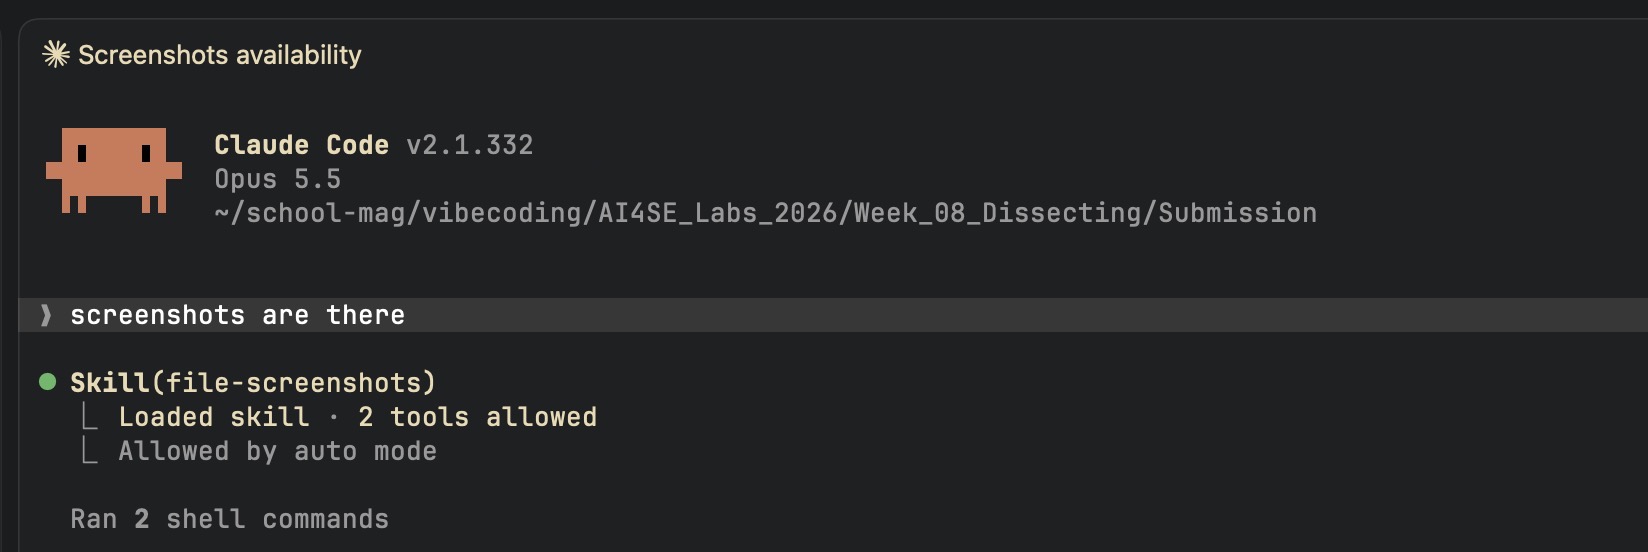 Screenshots availability
Claude Code v2.1.332
Opus 5.5
~/school-mag/vibecoding/AI4SE_Labs_2026/Week_08_Dissecting/Submission
❯ screenshots are there
● Skill(file-screenshots)
⎿ Loaded skill · 2 tools allowed
⎿ Allowed by auto mode
Ran 2 shell commands